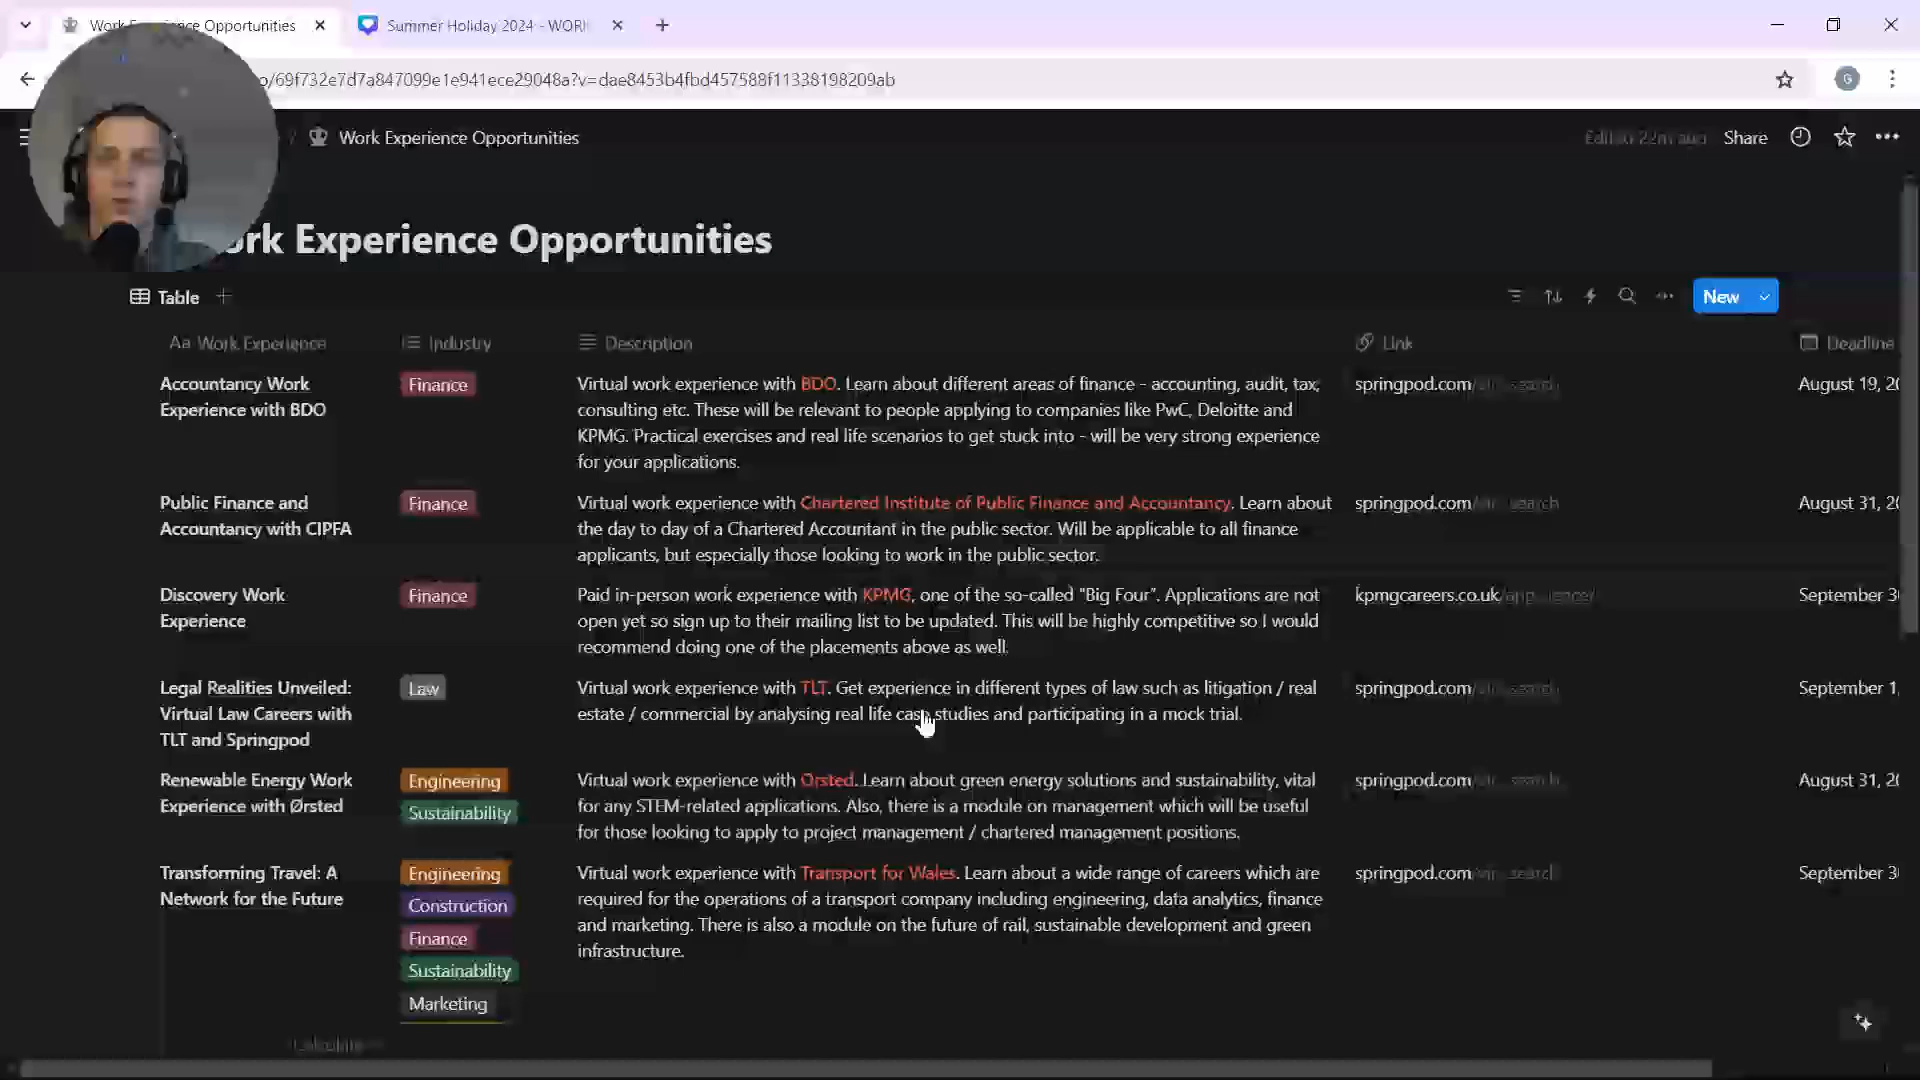 Work Experience Opportunities
Summer Holiday 2024 - WORK
/69f732e7d7a847099e1e941ece29048a?v=dae8453b4fbd457588f11338198209ab
G
/ Work Experience Opportunities
Edited 22m ago
Share
ork Experience Opportunities
Table
New
Aa Work Experience
Industry
Description
Link
Deadline
Accountancy Work
Experience with BDO
Finance
Virtual work experience with BDO. Learn about different areas of finance - accounting, audit, tax,
consulting etc. These will be relevant to people applying to companies like PwC, Deloitte and
KPMG. Practical exercises and real life scenarios to get stuck into - will be very strong experience
for your applications.
springpod.com
August 19, 20
Public Finance and
Accountancy with CIPFA
Finance
Virtual work experience with Chartered Institute of Public Finance and Accountancy. Learn about
the day to day of a Chartered Accountant in the public sector. Will be applicable to all finance
applicants, but especially those looking to work in the public sector.
springpod.com
August 31, 20
Discovery Work
Experience
Finance
Paid in-person work experience with KPMG, one of the so-called "Big Four". Applications are not
open yet so sign up to their mailing list to be updated. This will be highly competitive so I would
recommend doing one of the placements above as well.
kpmgcareers.co.uk
September 3
Legal Realities Unveiled:
Virtual Law Careers with
TLT and Springpod
Law
Virtual work experience with TLT. Get experience in different types of law such as litigation / real
estate / commercial by analysing real life case studies and participating in a mock trial.
springpod.com
September 1,
Renewable Energy Work
Experience with Ørsted
Engineering
Sustainability
Virtual work experience with Ørsted. Learn about green energy solutions and sustainability, vital
for any STEM-related applications. Also, there is a module on management which will be useful
for those looking to apply to project management / chartered management positions.
springpod.com
August 31, 20
Transforming Travel: A
Network for the Future
Engineering
Construction
Finance
Sustainability
Marketing
Virtual work experience with Transport for Wales. Learn about a wide range of careers which are
required for the operations of a transport company including engineering, data analytics, finance
and marketing. There is also a module on the future of rail, sustainable development and green
infrastructure.
springpod.com
September 3
Calculate